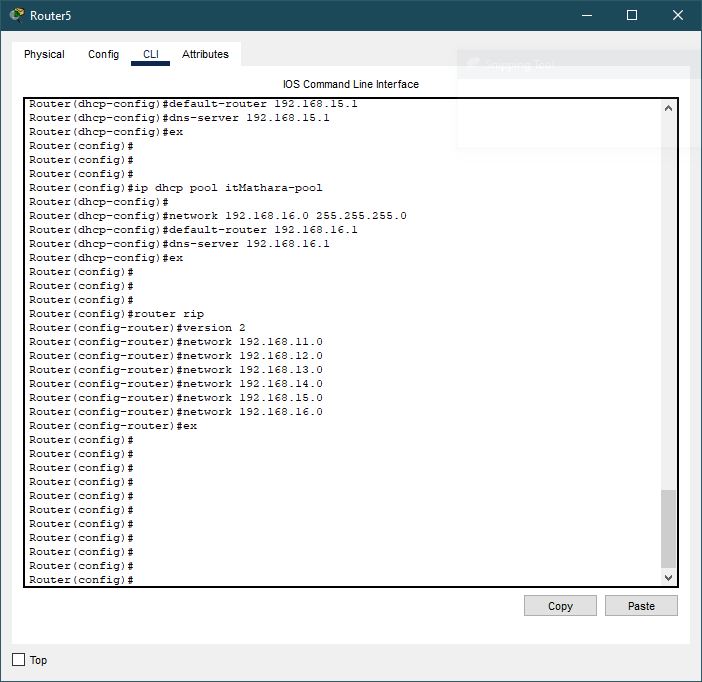 Router5
Physical Config CLI Attributes
Snipping Tool
IOS Command Line Interface
Router(dhcp-config)#default-router 192.168.15.1
Router(dhcp-config)#dns-server 192.168.15.1
Router(dhcp-config)#ex
Router(config)#
Router(config)#
Router(config)#
Router(config)#ip dhcp pool itMathara-pool
Router(dhcp-config)#
Router(dhcp-config)#network 192.168.16.0 255.255.255.0
Router(dhcp-config)#default-router 192.168.16.1
Router(dhcp-config)#dns-server 192.168.16.1
Router(dhcp-config)#ex
Router(config)#
Router(config)#
Router(config)#
Router(config)#router rip
Router(config-router)#version 2
Router(config-router)#network 192.168.11.0
Router(config-router)#network 192.168.12.0
Router(config-router)#network 192.168.13.0
Router(config-router)#network 192.168.14.0
Router(config-router)#network 192.168.15.0
Router(config-router)#network 192.168.16.0
Router(config-router)#ex
Router(config)#
Router(config)#
Router(config)#
Router(config)#
Router(config)#
Router(config)#
Router(config)#
Router(config)#
Router(config)#
Router(config)#
Router(config)#
Copy Paste
Top